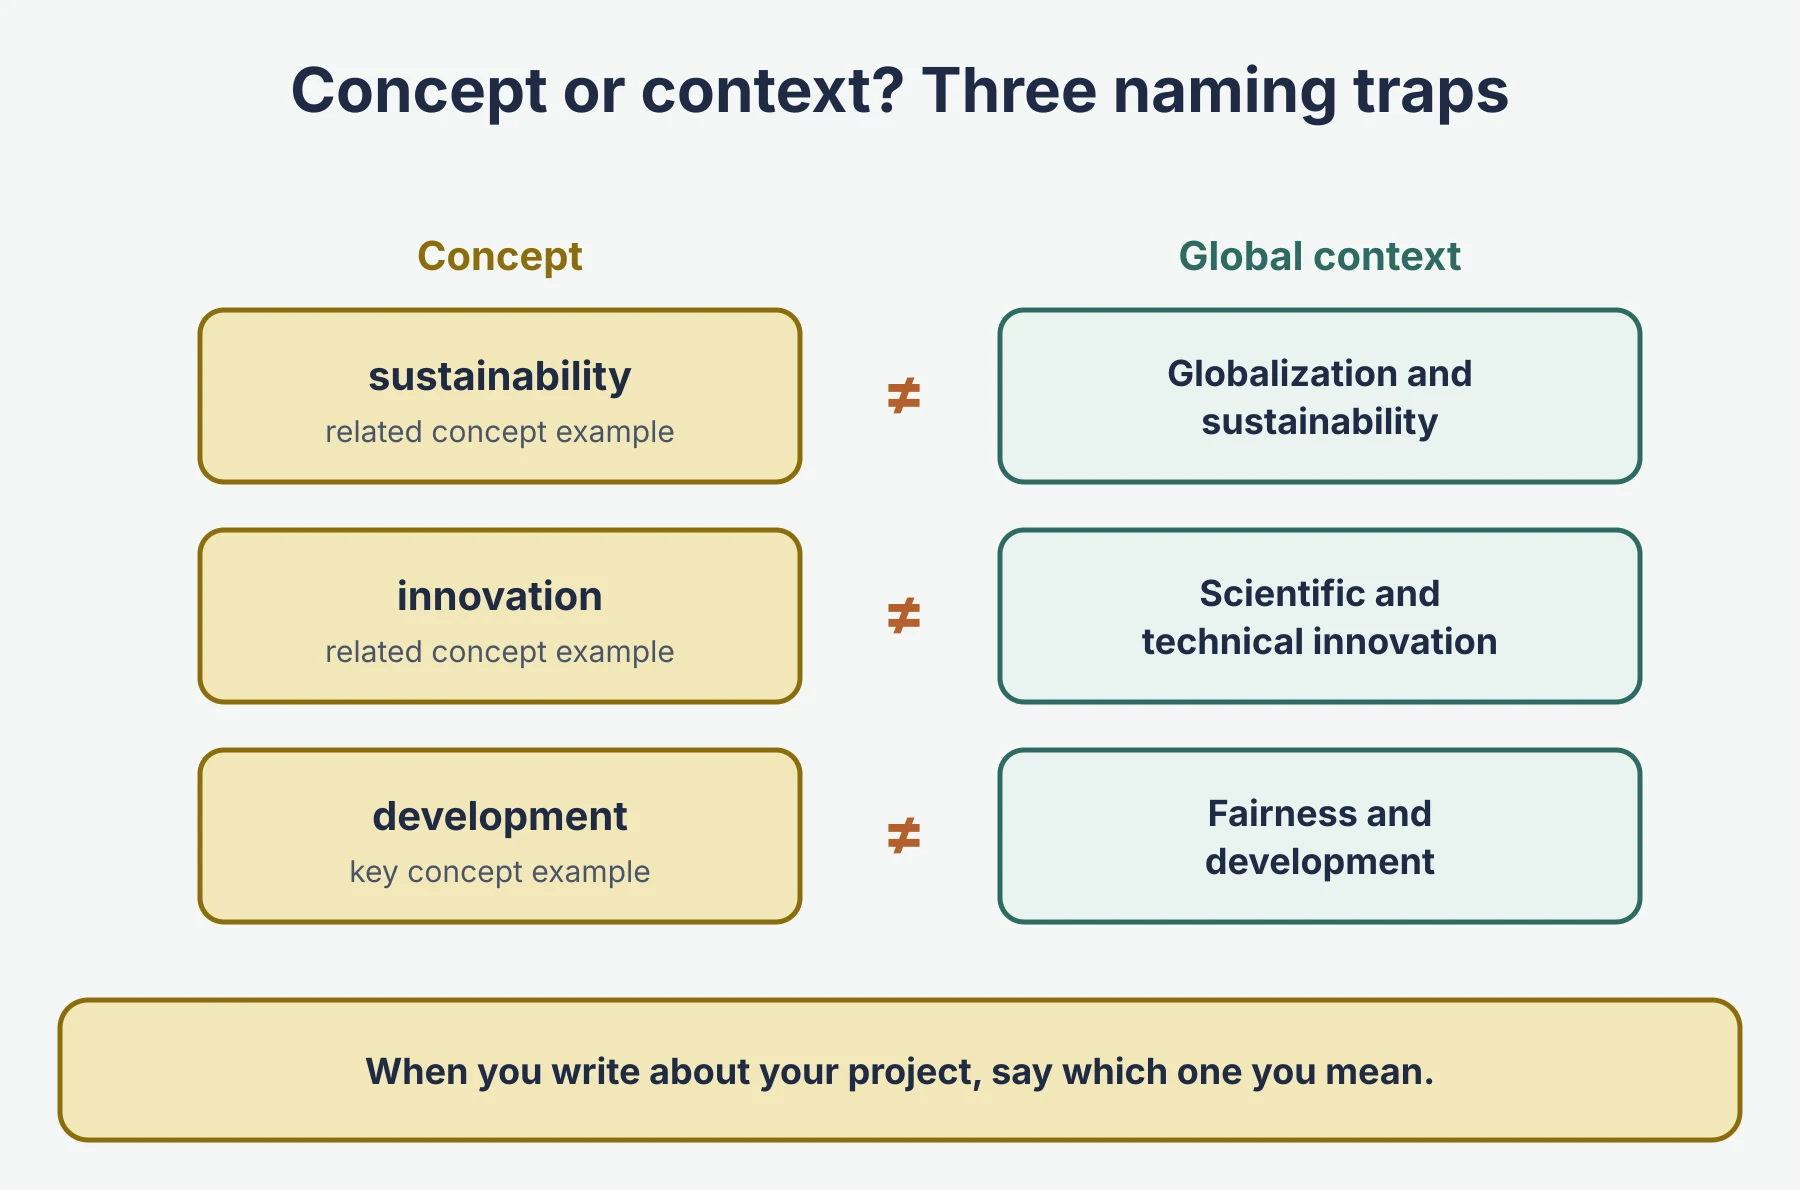 Concept or context? Three naming traps
Concept
Global context
sustainability
related concept example
≠
Globalization and
sustainability
innovation
related concept example
≠
Scientific and
technical innovation
development
key concept example
≠
Fairness and
development
When you write about your project, say which one you mean.